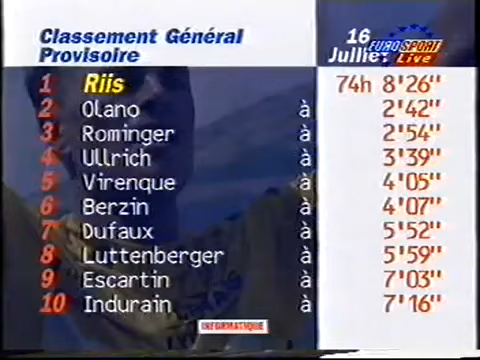 Classement Général
Provisoire
16
Juillet
EUROSPORT
Live
1 Riis 74h 8'26''
2 Olano à 2'42''
3 Rominger à 2'54''
4 Ullrich à 3'39''
5 Virenque à 4'05''
6 Berzin à 4'07''
7 Dufaux à 5'52''
8 Luttenberger à 5'59''
9 Escartin à 7'03''
10 Indurain à 7'16''
INFORMATIQUE